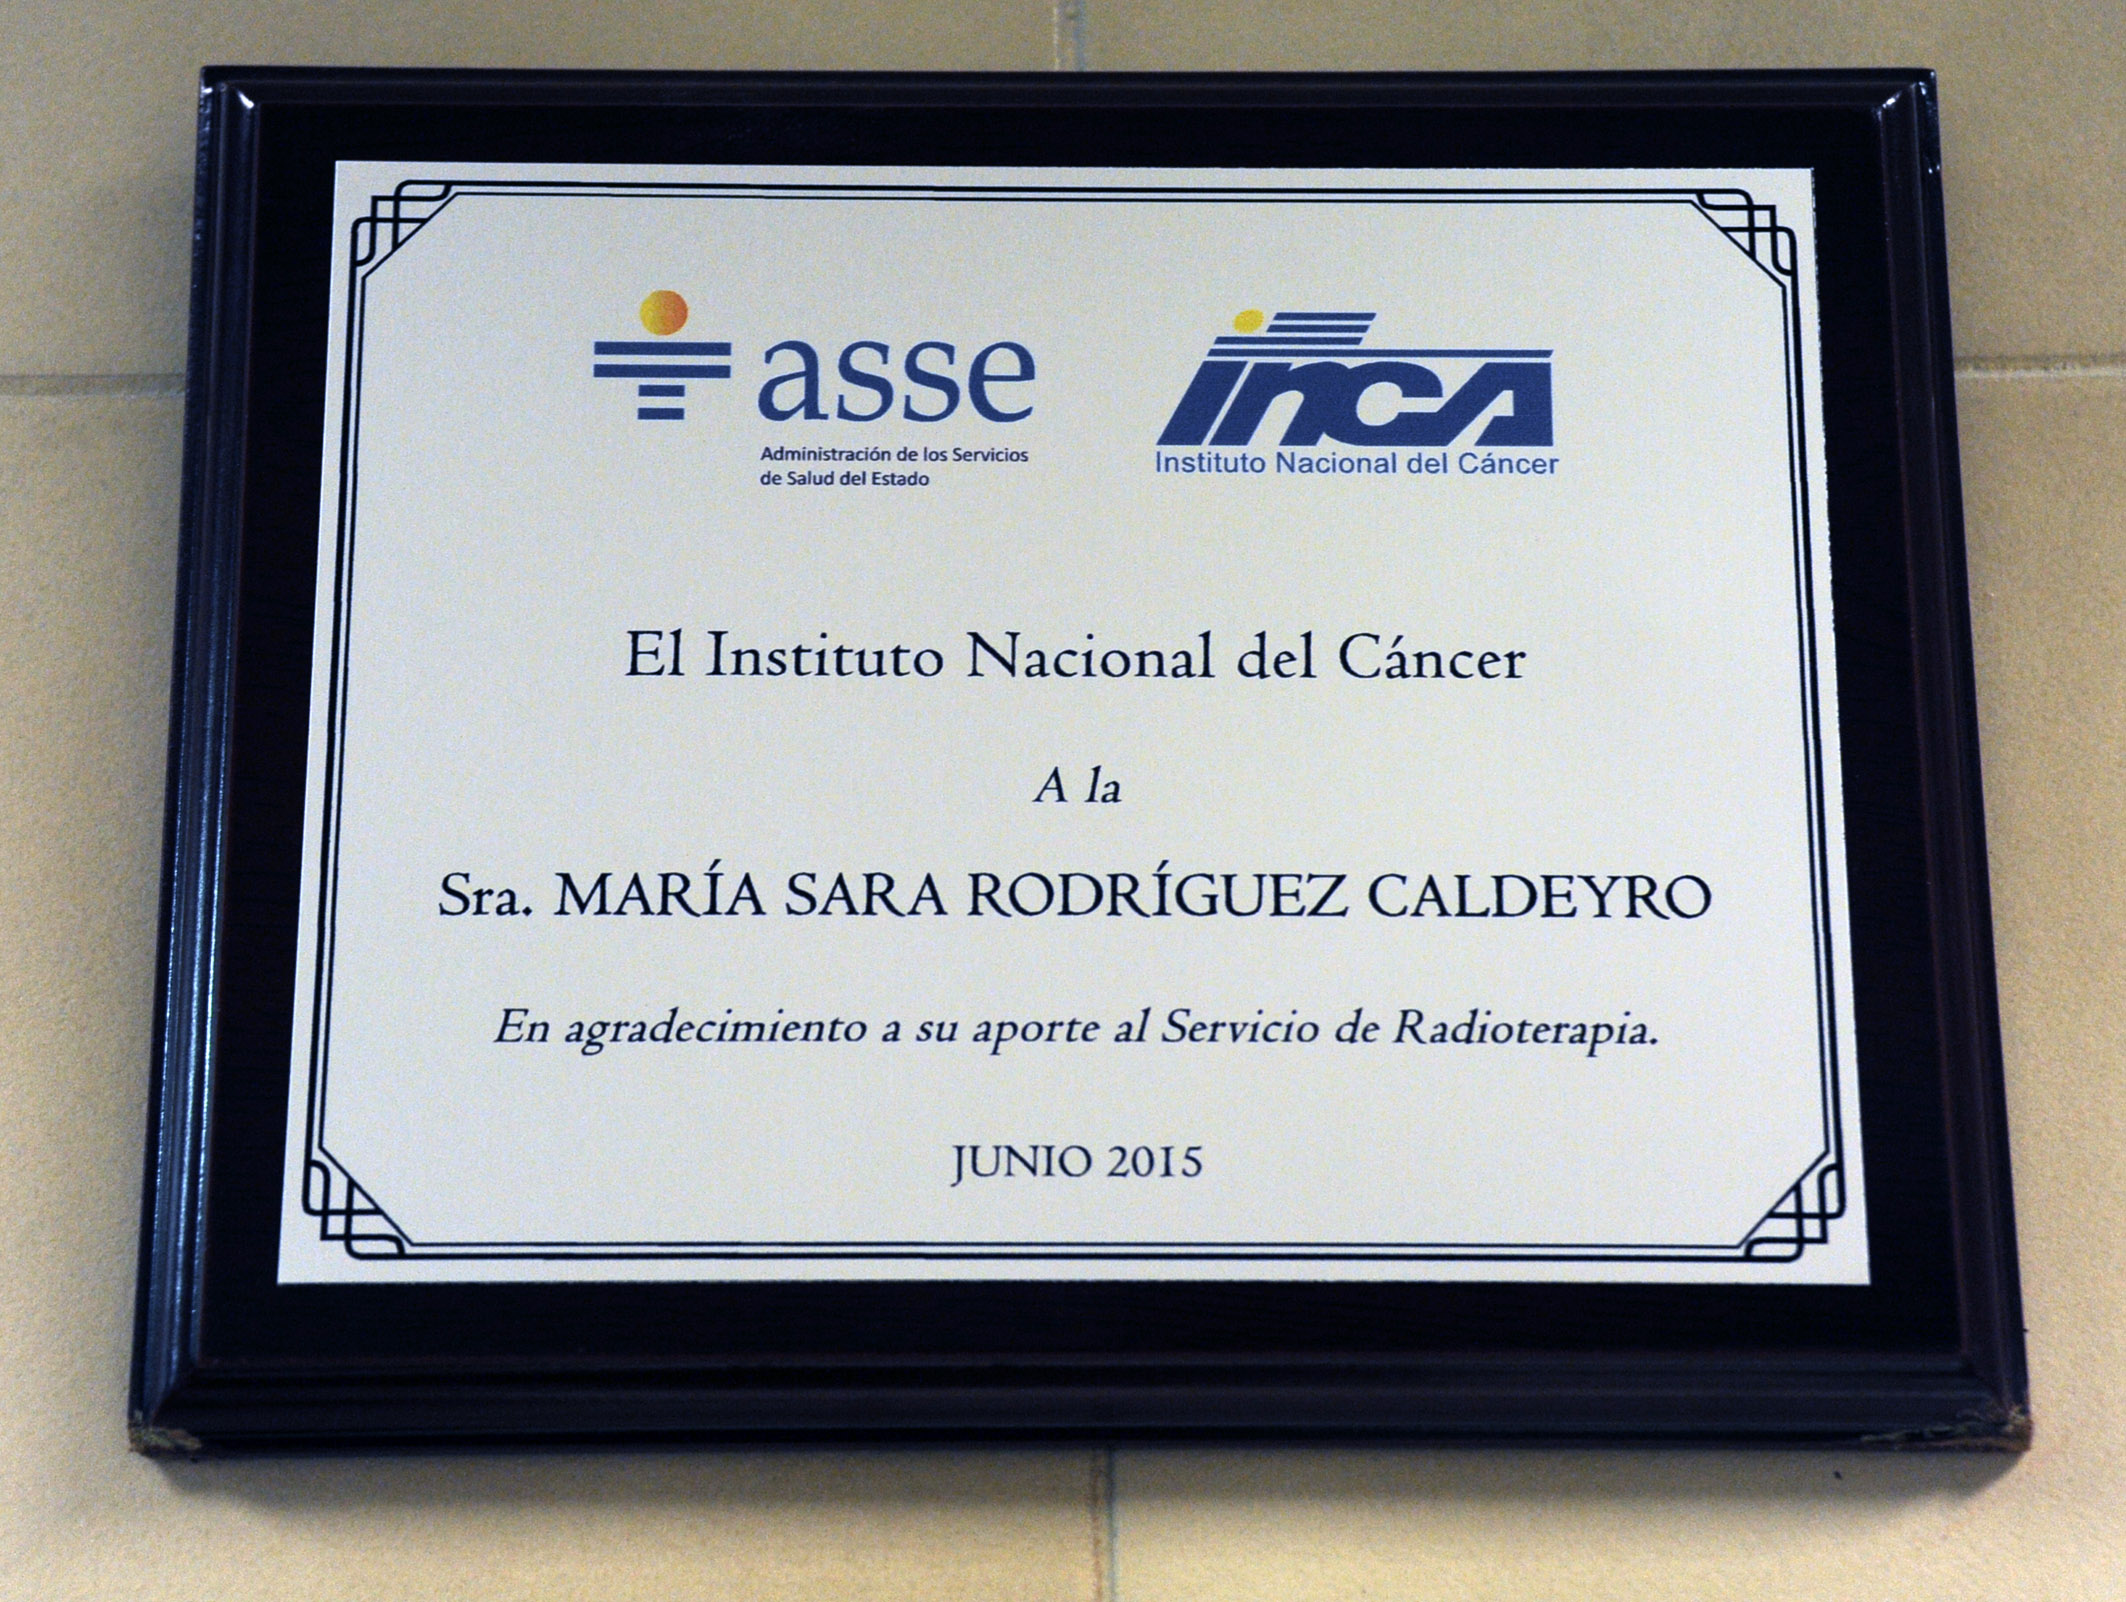 asse
Administración de los Servicios
de Salud del Estado
inCA
Instituto Nacional del Cáncer
El Instituto Nacional del Cáncer
A la
Sra. MARÍA SARA RODRÍGUEZ CALDEYRO
En agradecimiento a su aporte al Servicio de Radioterapia.
JUNIO 2015